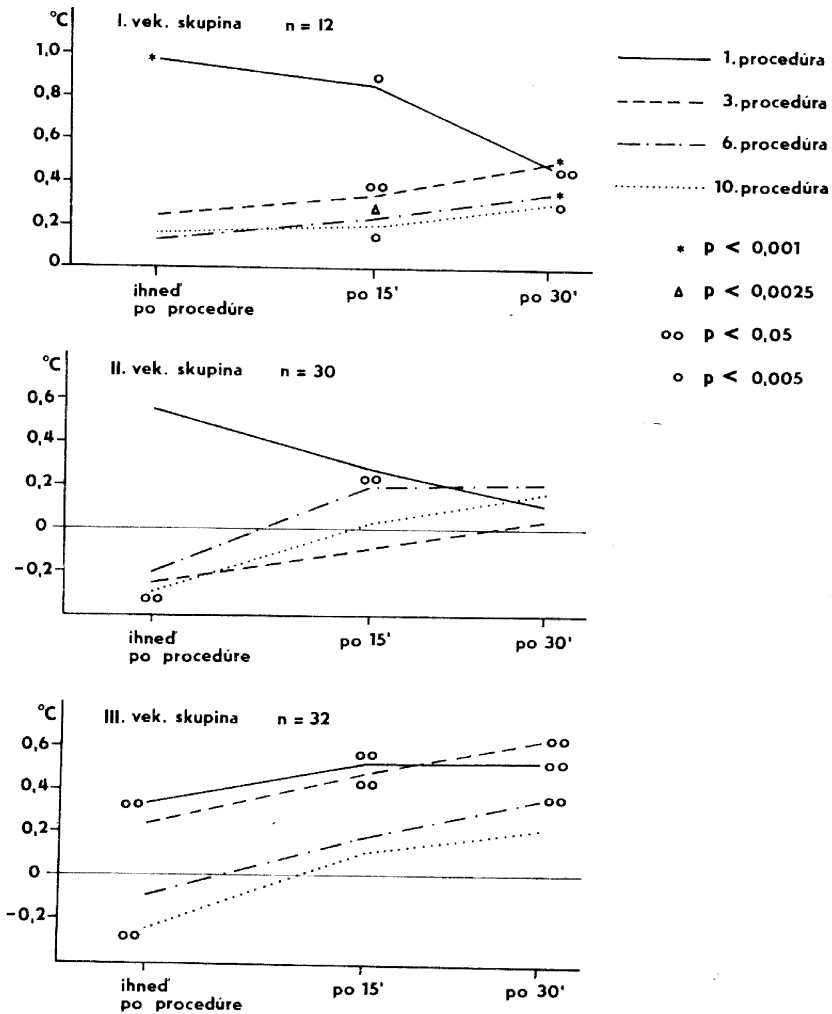 °C
I. vek. skupina n = 12
1,0
0,8
0,6
0,4
0,2
0
ihneď
po procedúre
po 15'
po 30'
1. procedúra
3. procedúra
6. procedúra
10. procedúra
* p < 0,001
Δ p < 0,0025
oo p < 0,05
o p < 0,005
°C
II. vek. skupina n = 30
0,6
0,4
0,2
0
-0,2
ihneď
po procedúre
po 15'
po 30'
°C
III. vek. skupina n = 32
0,6
0,4
0,2
0
-0,2
ihneď
po procedúre
po 15'
po 30'